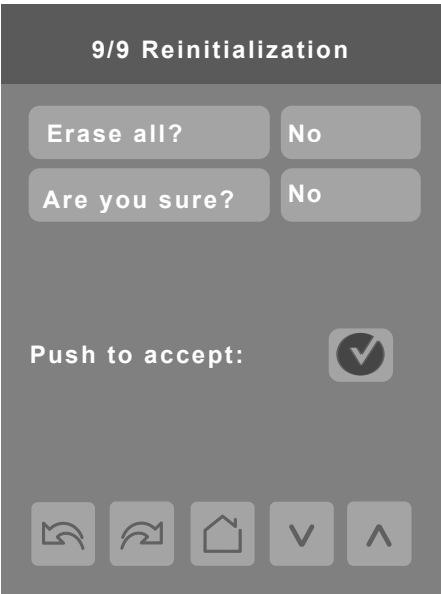 9/9 Reinitialization
Erase all? No
Are you sure? No
Push to accept: